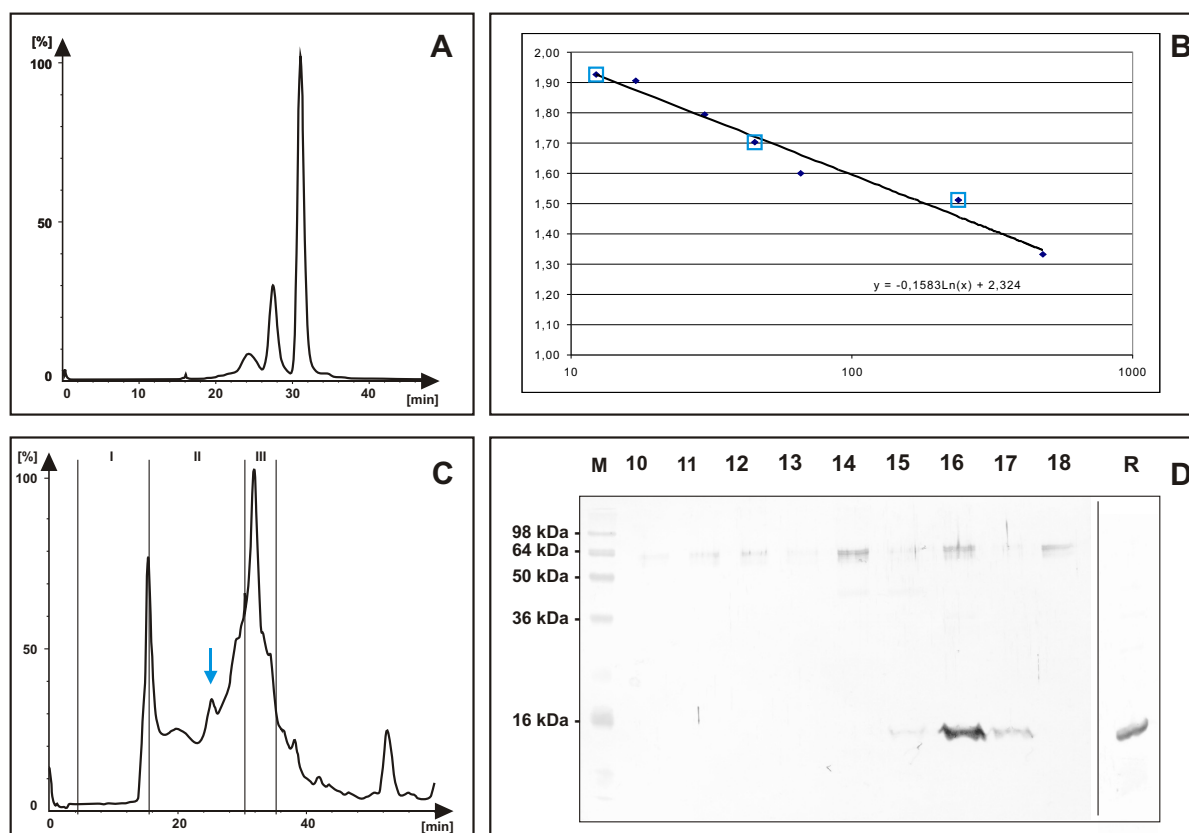 A
[%]
100
50
0
0 10 20 30 40
[min]
B
2,00
1,90
1,80
1,70
1,60
1,50
1,40
1,30
1,20
1,10
1,00
y = -0,1583Ln(x) + 2,324
10 100 1000
C
[%]
I II III
100
50
0
0 20 40
[min]
D
M 10 11 12 13 14 15 16 17 18 R
98 kDa
64 kDa
50 kDa
36 kDa
16 kDa